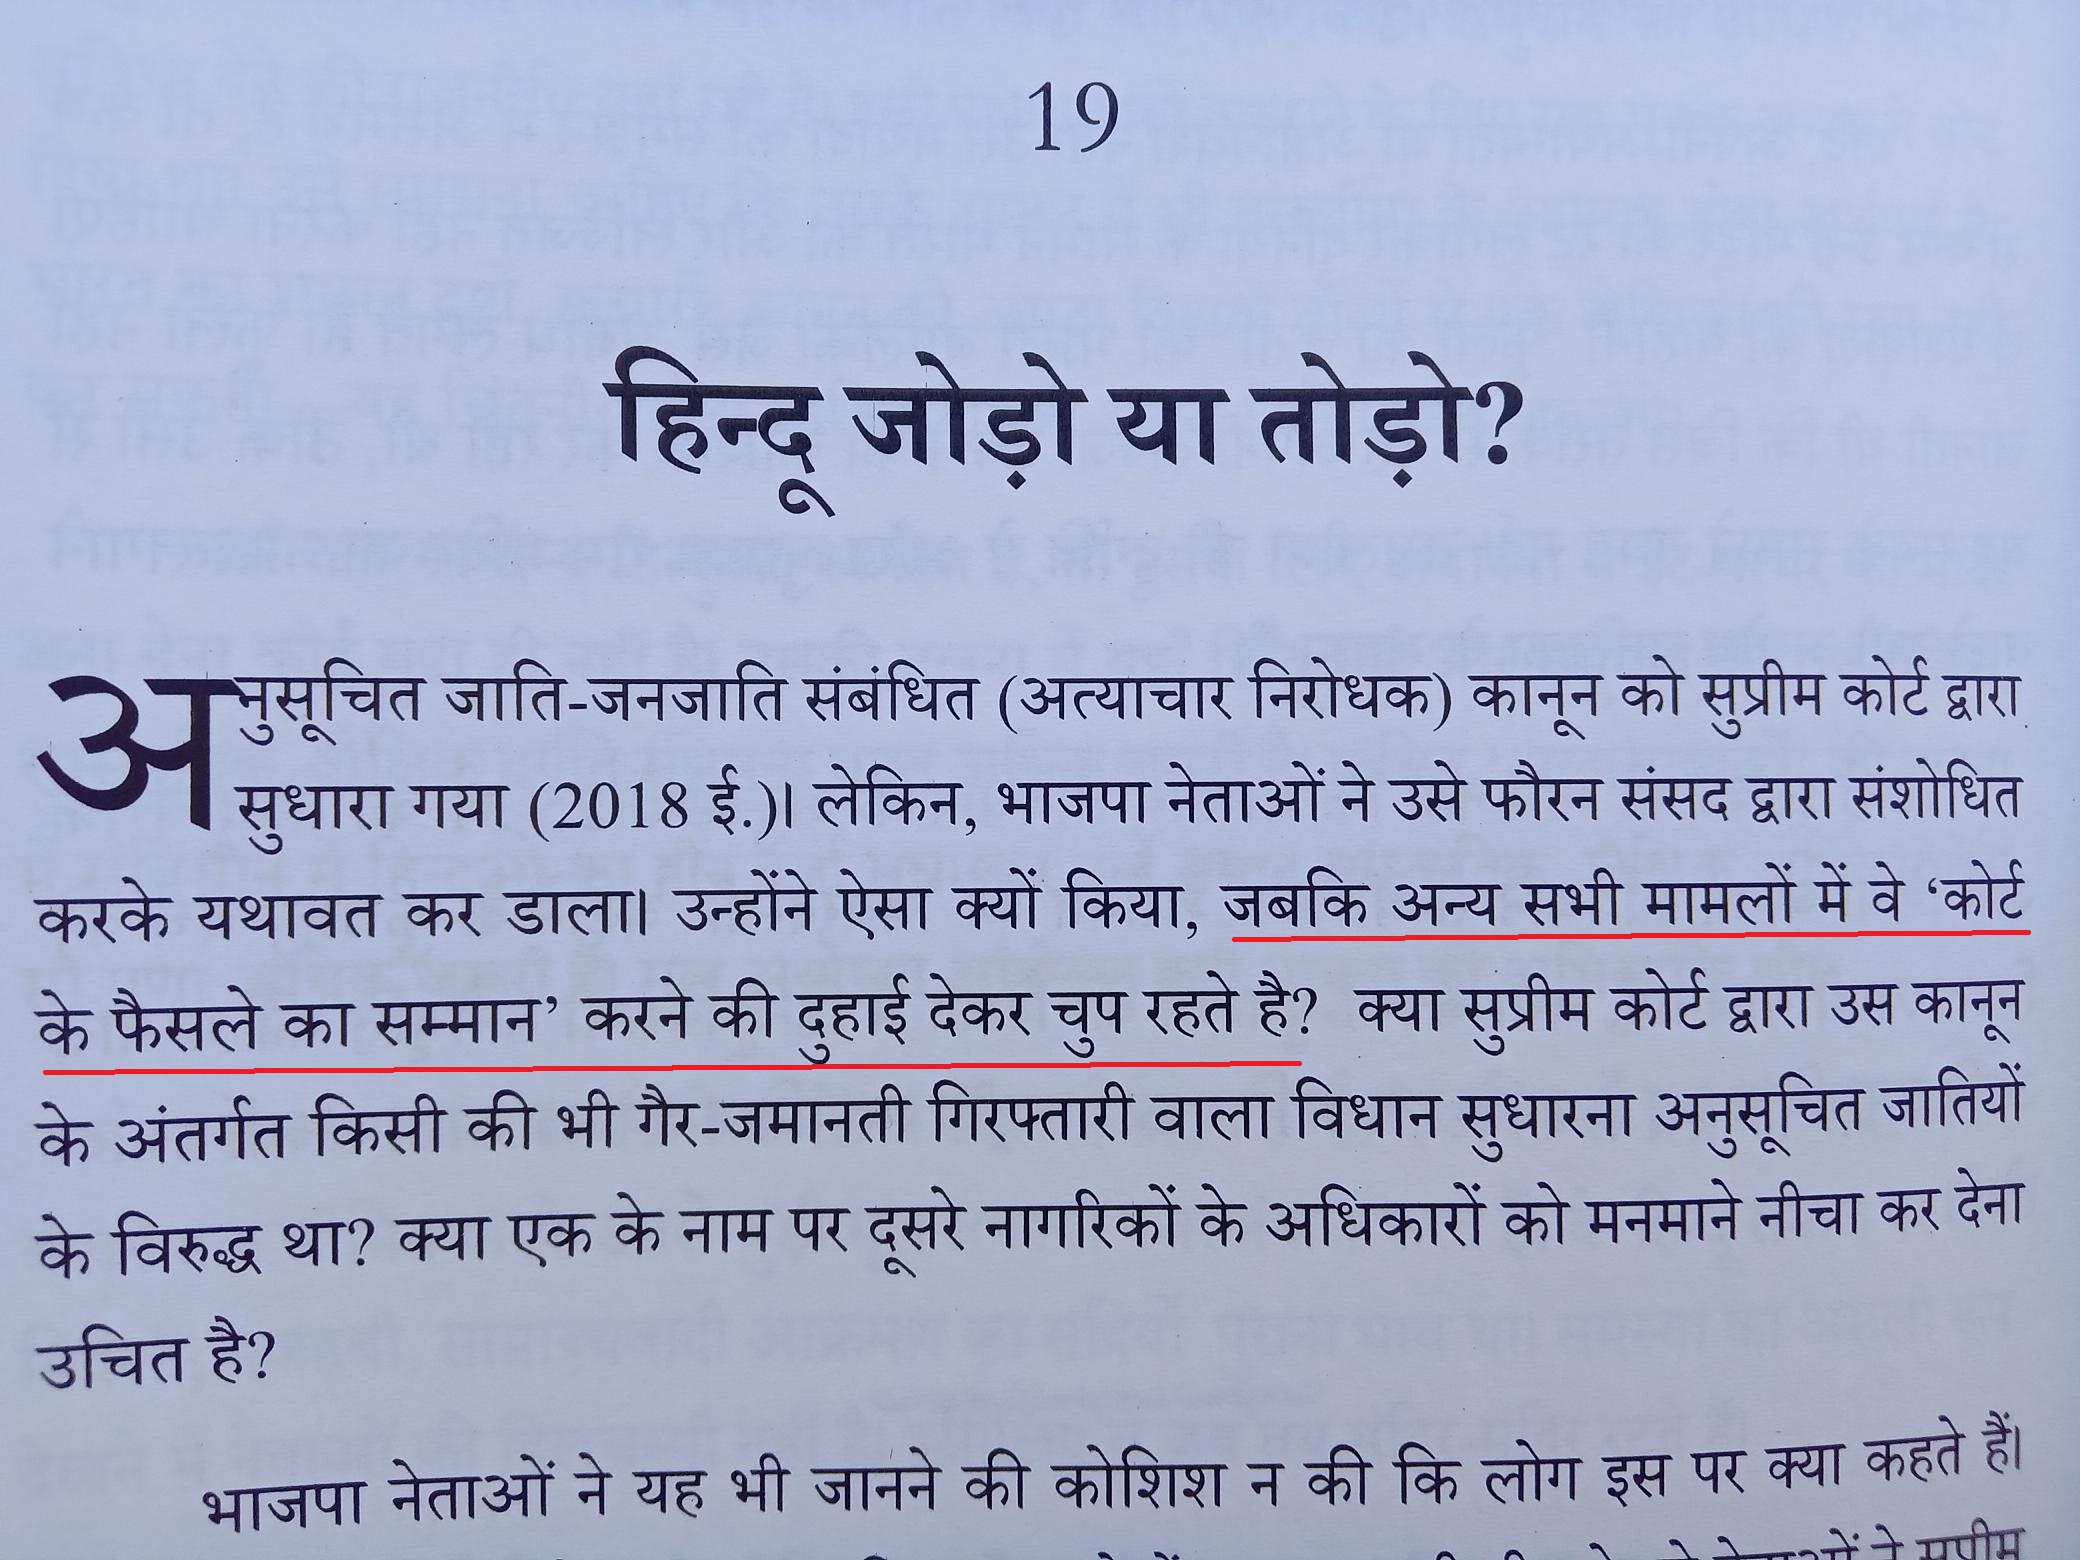 19
हिन्दू जोड़ो या तोड़ो?
अनुसूचित जाति-जनजाति संबंधित (अत्याचार निरोधक) कानून को सुप्रीम कोर्ट द्वारा
सुधारा गया (2018 ई.)। लेकिन, भाजपा नेताओं ने उसे फौरन संसद द्वारा संशोधित
करके यथावत कर डाला। उन्होंने ऐसा क्यों किया, जबकि अन्य सभी मामलों में वे ‘कोर्ट
के फैसले का सम्मान’ करने की दुहाई देकर चुप रहते है? क्या सुप्रीम कोर्ट द्वारा उस कानून
के अंतर्गत किसी की भी गैर-जमानती गिरफ्तारी वाला विधान सुधारना अनुसूचित जातियों
के विरुद्ध था? क्या एक के नाम पर दूसरे नागरिकों के अधिकारों को मनमाने नीचा कर देना
उचित है?
भाजपा नेताओं ने यह भी जानने की कोशिश न की कि लोग इस पर क्या कहते हैं।
नेताओं ने सुप्रीम